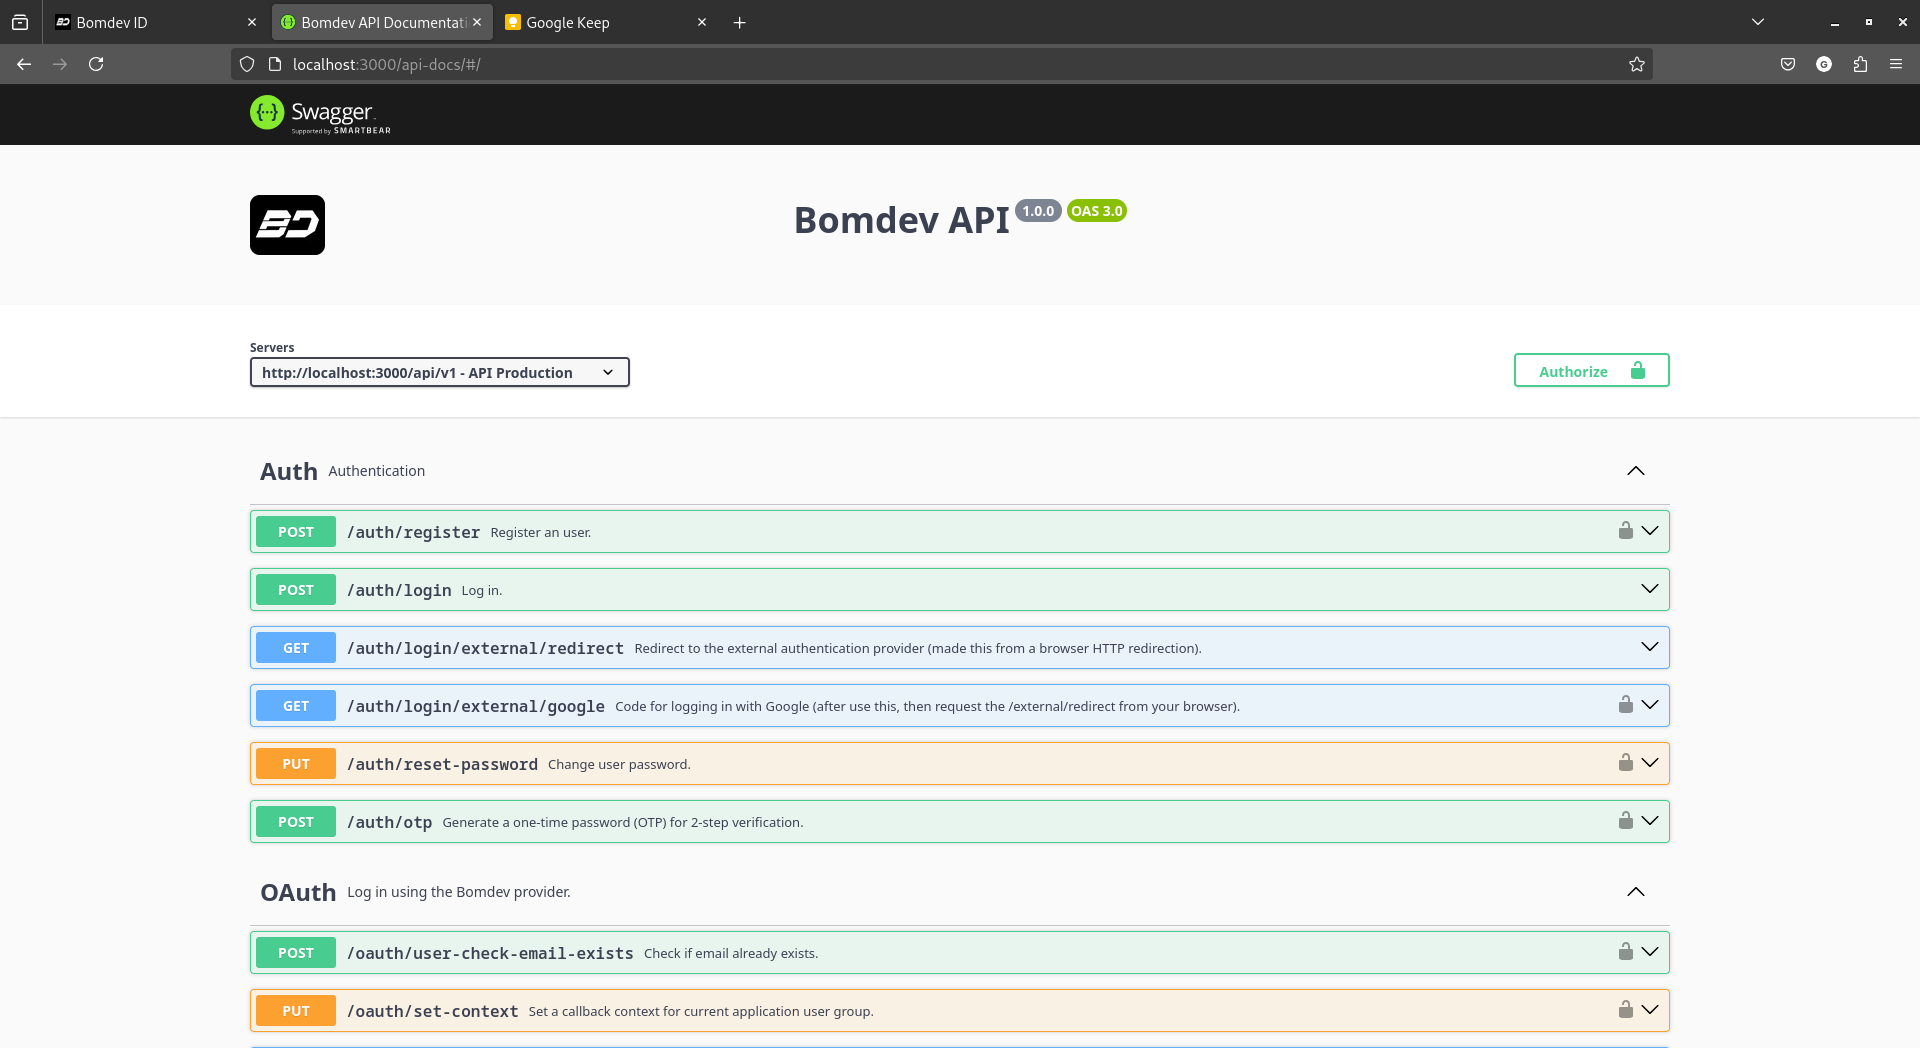 Bomdev ID
Bomdev API Documentati
Google Keep
localhost:3000/api-docs/#/
G
{···} Swagger.
Supported by SMARTBEAR
BD
Bomdev API 1.0.0 OAS 3.0
Servers
http://localhost:3000/api/v1 - API Production
Authorize
Auth Authentication
POST /auth/register Register an user.
POST /auth/login Log in.
GET /auth/login/external/redirect Redirect to the external authentication provider (made this from a browser HTTP redirection).
GET /auth/login/external/google Code for logging in with Google (after use this, then request the /external/redirect from your browser).
PUT /auth/reset-password Change user password.
POST /auth/otp Generate a one-time password (OTP) for 2-step verification.
OAuth Log in using the Bomdev provider.
POST /oauth/user-check-email-exists Check if email already exists.
PUT /oauth/set-context Set a callback context for current application user group.